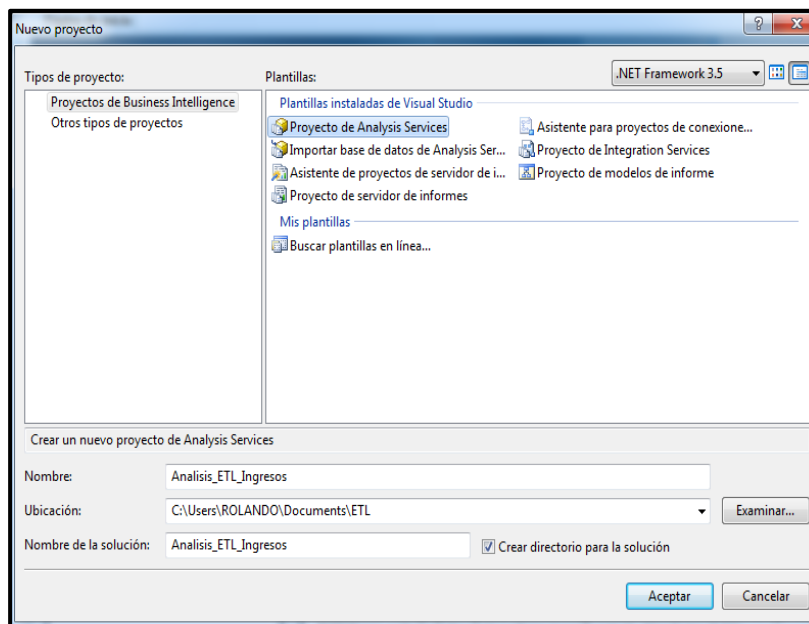 Nuevo proyecto
Tipos de proyecto:
Plantillas:
.NET Framework 3.5
Proyectos de Business Intelligence
Otros tipos de proyectos
Plantillas instaladas de Visual Studio
Proyecto de Analysis Services
Asistente para proyectos de conexione...
Importar base de datos de Analysis Ser...
Proyecto de Integration Services
Asistente de proyectos de servidor de i...
Proyecto de modelos de informe
Proyecto de servidor de informes
Mis plantillas
Buscar plantillas en línea...
Crear un nuevo proyecto de Analysis Services
Nombre:
Analisis_ETL_Ingresos
Ubicación:
C:\Users\ROLANDO\Documents\ETL
Examinar...
Nombre de la solución:
Analisis_ETL_Ingresos
Crear directorio para la solución
Aceptar
Cancelar